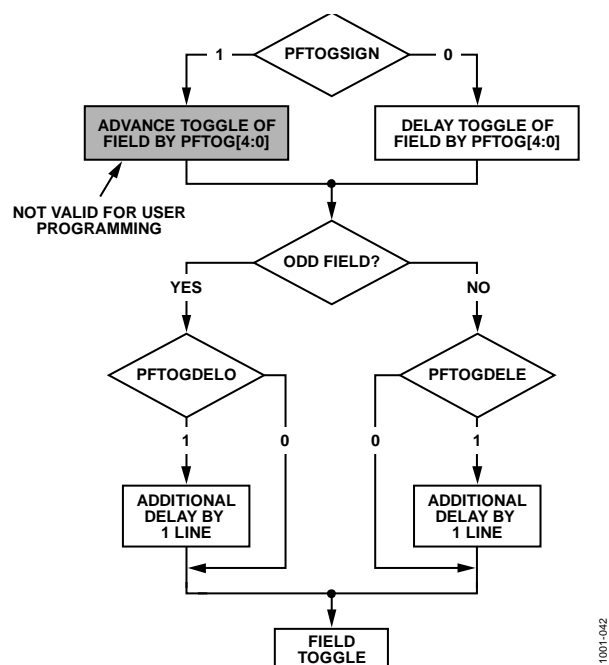 PFTOGSIGN
1
0
ADVANCE TOGGLE OF
FIELD BY PFTOG[4:0]
DELAY TOGGLE OF
FIELD BY PFTOG[4:0]
NOT VALID FOR USER
PROGRAMMING
ODD FIELD?
YES
NO
PFTOGDELO
PFTOGDELE
1
0
0
1
ADDITIONAL
DELAY BY
1 LINE
ADDITIONAL
DELAY BY
1 LINE
FIELD
TOGGLE
1001-042